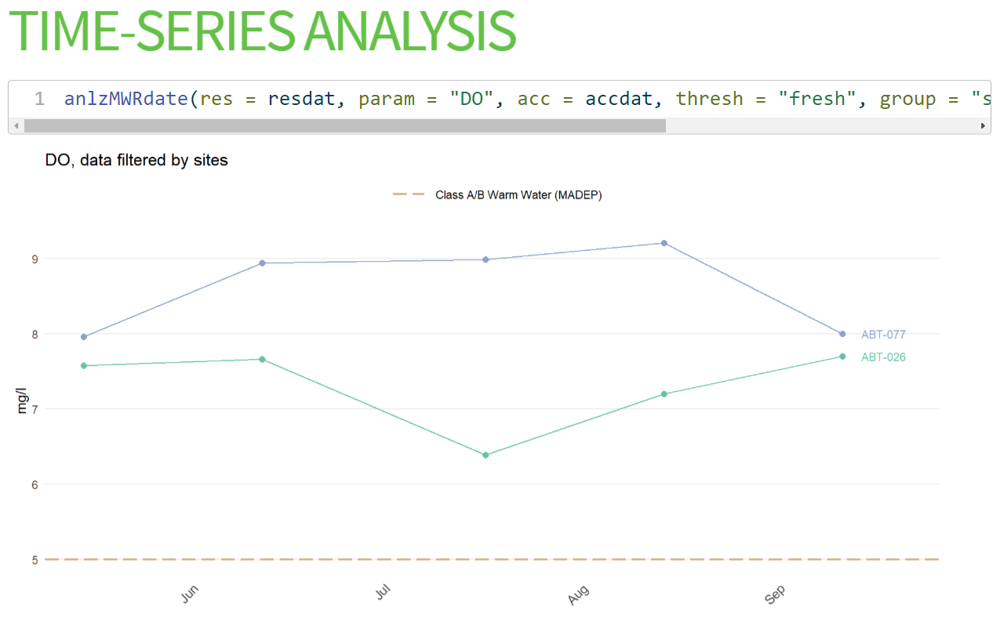 TIME-SERIES ANALYSIS
1 anlzMWRdate(res = resdat, param = "DO", acc = accdat, thresh = "fresh", group = "s
DO, data filtered by sites
Class A/B Warm Water (MADEP)
9
8
ABT-077
ABT-026
mg/l
7
6
5
Jun Jul Aug Sep